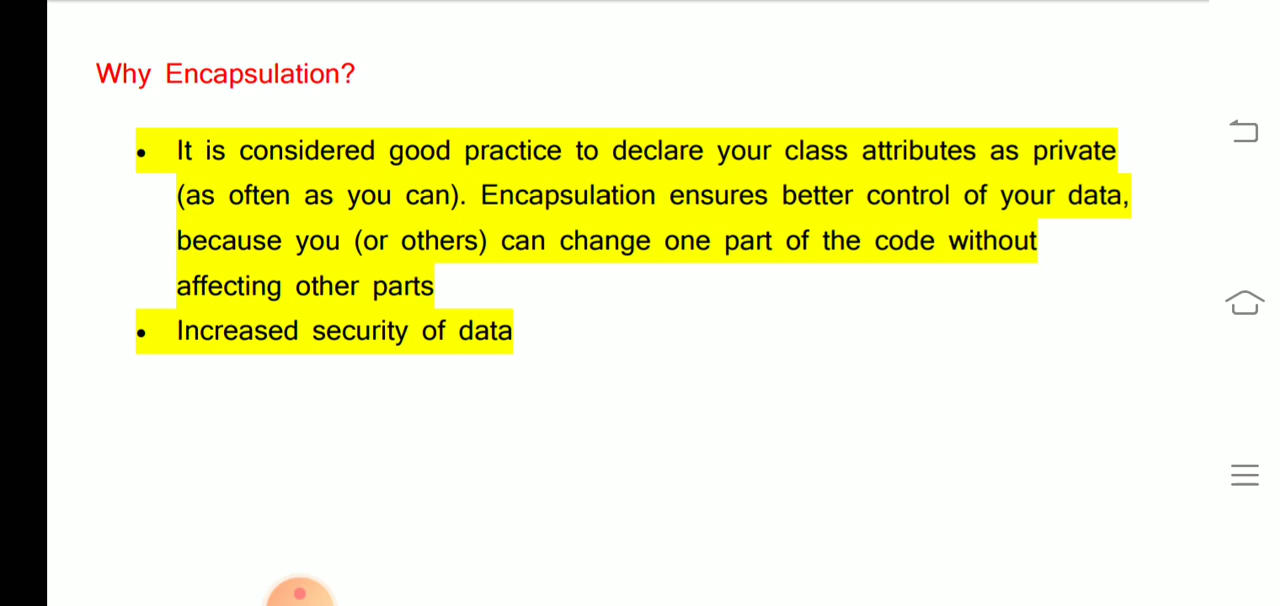 Why Encapsulation?
• It is considered good practice to declare your class attributes as private
(as often as you can). Encapsulation ensures better control of your data,
because you (or others) can change one part of the code without
affecting other parts
• Increased security of data